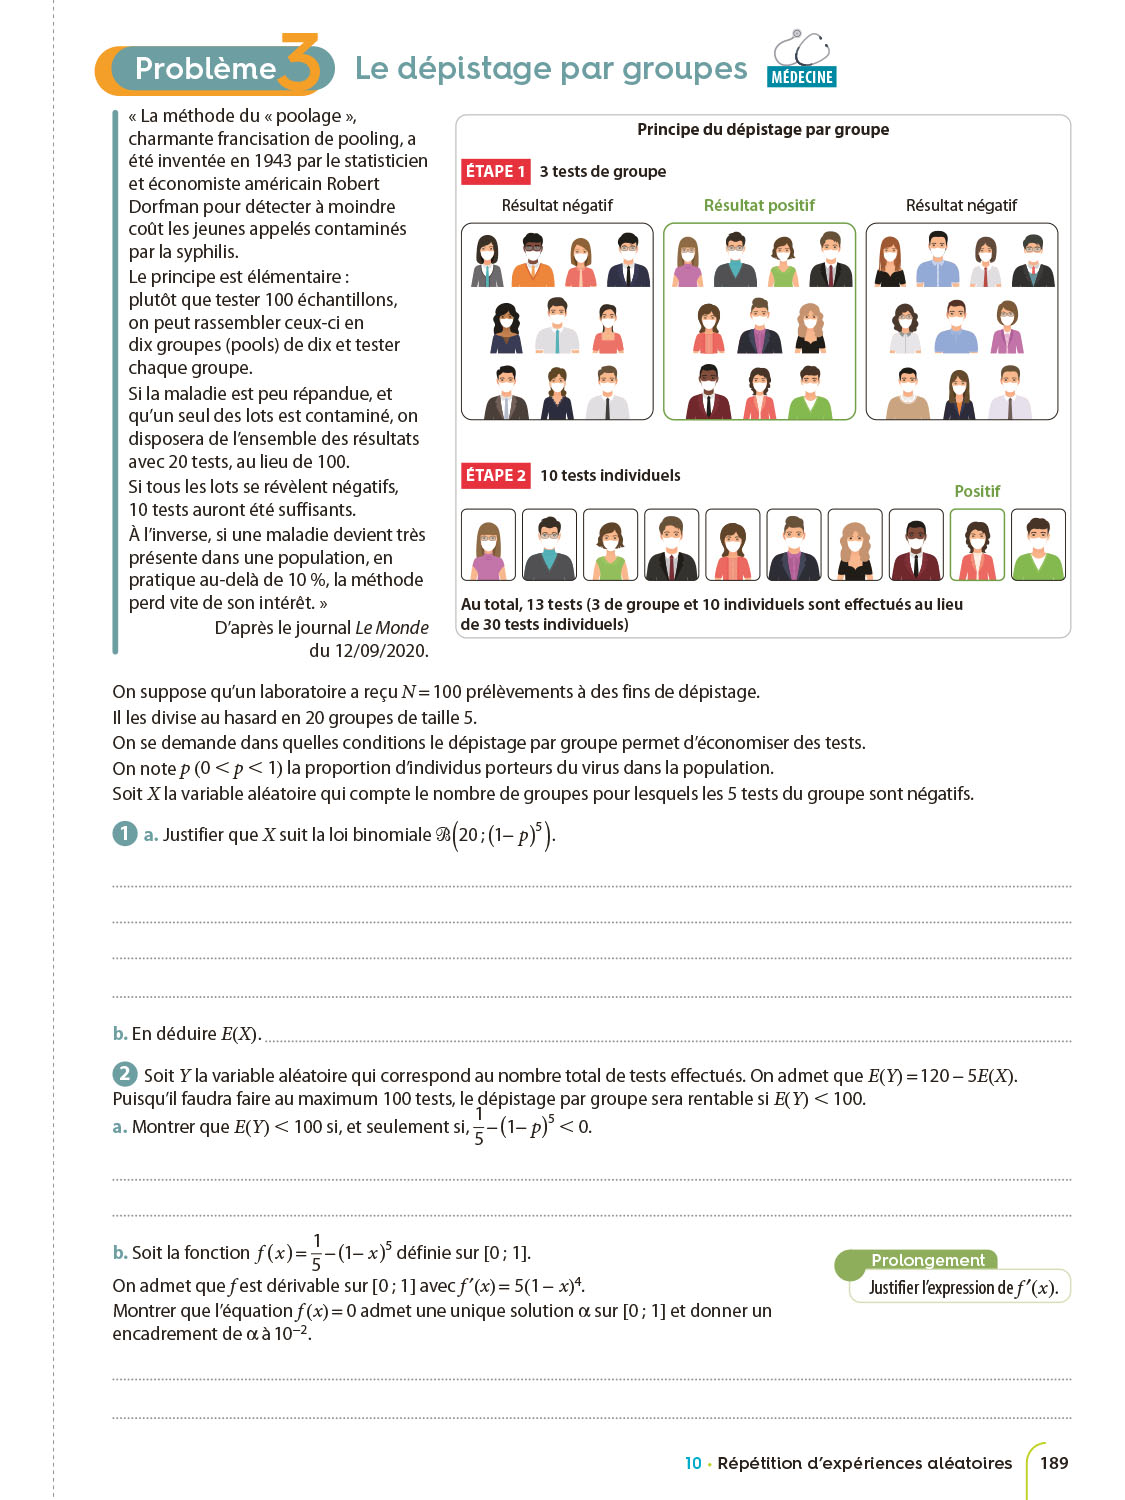 Problème 3 Le dépistage par groupes
MÉDECINE
« La méthode du « poolage »,
charmante francisation de pooling, a
été inventée en 1943 par le statisticien
et économiste américain Robert
Dorfman pour détecter à moindre
coût les jeunes appelés contaminés
par la syphilis.
Le principe est élémentaire :
plutôt que tester 100 échantillons,
on peut rassembler ceux-ci en
dix groupes (pools) de dix et tester
chaque groupe.
Si la maladie est peu répandue, et
qu’un seul des lots est contaminé, on
disposera de l’ensemble des résultats
avec 20 tests, au lieu de 100.
Si tous les lots se révèlent négatifs,
10 tests auront été suffisants.
À l’inverse, si une maladie devient très
présente dans une population, en
pratique au-delà de 10 %, la méthode
perd vite de son intérêt. »
D’après le journal Le Monde
du 12/09/2020.
Principe du dépistage par groupe
ÉTAPE 1 3 tests de groupe
Résultat négatif Résultat positif Résultat négatif
ÉTAPE 2 10 tests individuels
Positif
Au total, 13 tests (3 de groupe et 10 individuels sont effectués au lieu
de 30 tests individuels)
On suppose qu’un laboratoire a reçu N = 100 prélèvements à des fins de dépistage.
Il les divise au hasard en 20 groupes de taille 5.
On se demande dans quelles conditions le dépistage par groupe permet d’économiser des tests.
On note p (0 < p < 1) la proportion d’individus porteurs du virus dans la population.
Soit X la variable aléatoire qui compte le nombre de groupes pour lesquels les 5 tests du groupe sont négatifs.
1 a. Justifier que X suit la loi binomiale ℬ(20 ; (1– p)⁵).
b. En déduire E(X).
2 Soit Y la variable aléatoire qui correspond au nombre total de tests effectués. On admet que E(Y) = 120 – 5E(X).
Puisqu’il faudra faire au maximum 100 tests, le dépistage par groupe sera rentable si E(Y) < 100.
a. Montrer que E(Y) < 100 si, et seulement si, 1/5 – (1– p)⁵ < 0.
b. Soit la fonction f(x) = 1/5 – (1– x)⁵ définie sur [0 ; 1].
On admet que f est dérivable sur [0 ; 1] avec f ′(x) = 5(1 – x)⁴.
Montrer que l’équation f(x) = 0 admet une unique solution α sur [0 ; 1] et donner un
encadrement de α à 10⁻².
Prolongement
Justifier l’expression de f ′(x).
10 • Répétition d’expériences aléatoires 189